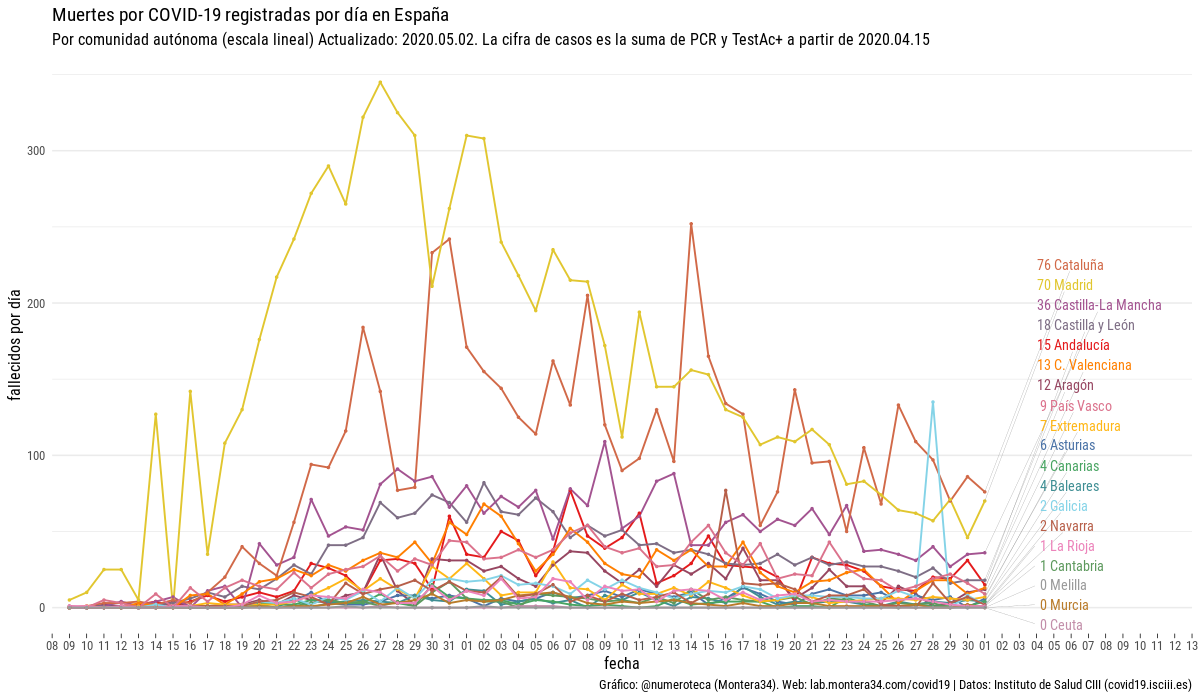 Muertes por COVID-19 registradas por día en España
Por comunidad autónoma (escala lineal) Actualizado: 2020.05.02. La cifra de casos es la suma de PCR y TestAc+ a partir de 2020.04.15
fallecidos por día
300
200
100
0
76 Cataluña
70 Madrid
36 Castilla-La Mancha
18 Castilla y León
15 Andalucía
13 C. Valenciana
12 Aragón
9 País Vasco
7 Extremadura
6 Asturias
4 Canarias
4 Baleares
2 Galicia
2 Navarra
1 La Rioja
1 Cantabria
0 Melilla
0 Murcia
0 Ceuta
08 09 10 11 12 13 14 15 16 17 18 19 20 21 22 23 24 25 26 27 28 29 30 31 01 02 03 04 05 06 07 08 09 10 11 12 13 14 15 16 17 18 19 20 21 22 23 24 25 26 27 28 29 30 01 02 03 04 05 06 07 08 09 10 11 12 13
fecha
Gráfico: @numeroteca (Montera34). Web: lab.montera34.com/covid19 | Datos: Instituto de Salud CIII (covid19.isciii.es)